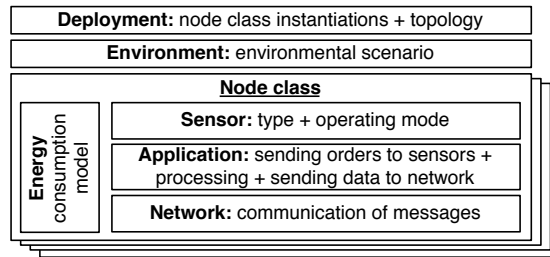 Deployment: node class instantiations + topology
Environment: environmental scenario
Node class
Energy
consumption
model
Sensor: type + operating mode
Application: sending orders to sensors +
processing + sending data to network
Network: communication of messages